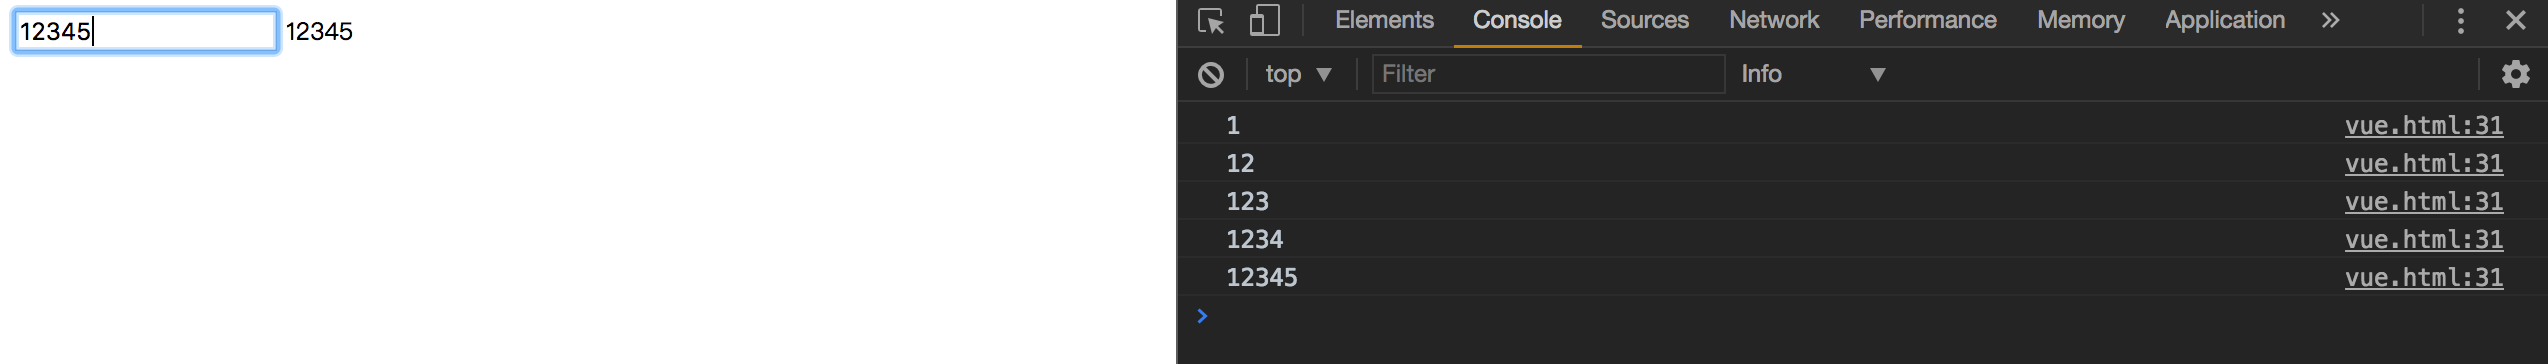 12345 12345
Elements Console Sources Network Performance Memory Application
top Filter Info
1 vue.html:31
12 vue.html:31
123 vue.html:31
1234 vue.html:31
12345 vue.html:31